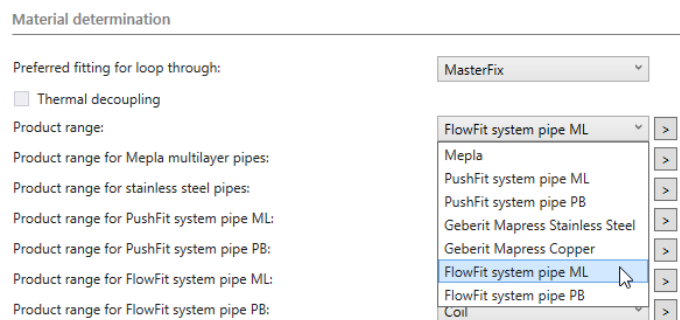 Material determination
Preferred fitting for loop through: MasterFix
Thermal decoupling
Product range: FlowFit system pipe ML >
Product range for Mepla multilayer pipes: Mepla >
Product range for stainless steel pipes: PushFit system pipe ML >
PushFit system pipe PB
Product range for PushFit system pipe ML: Geberit Mapress Stainless Steel >
Product range for PushFit system pipe PB: Geberit Mapress Copper >
Product range for FlowFit system pipe ML: FlowFit system pipe ML >
FlowFit system pipe PB
Product range for FlowFit system pipe PB: Coil >